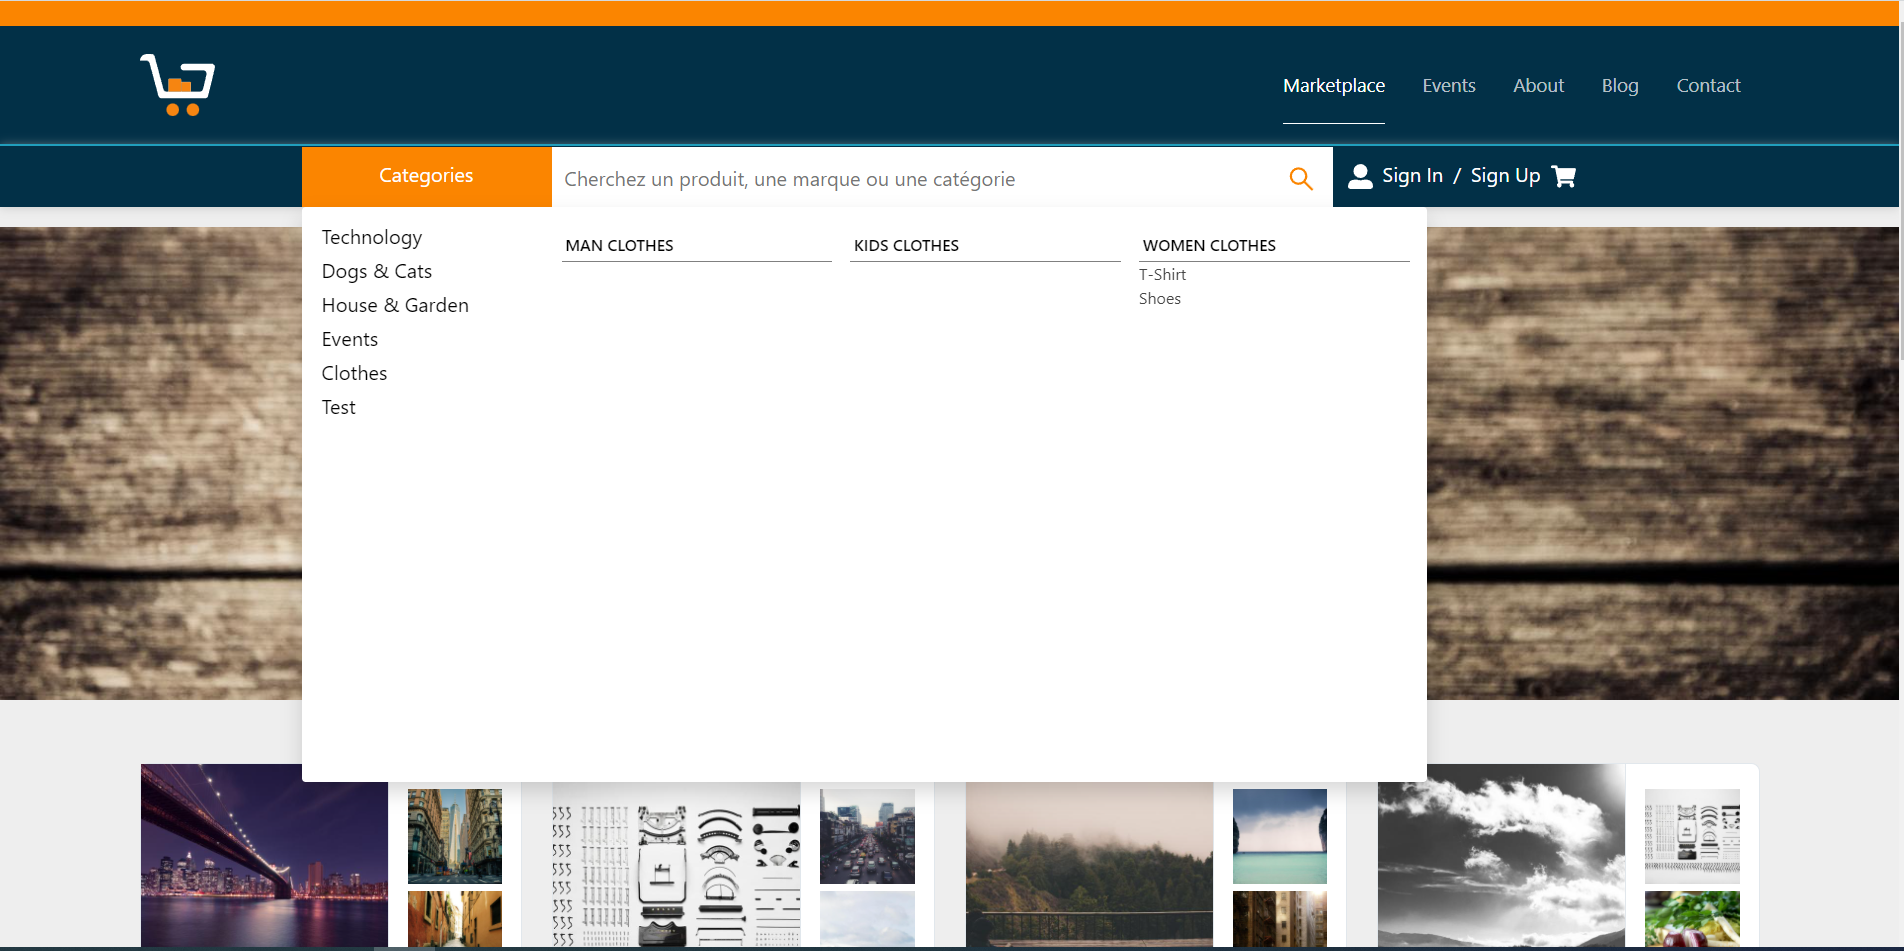 Marketplace Events About Blog Contact
Categories
Cherchez un produit, une marque ou une catégorie
Sign In / Sign Up
Technology
Dogs & Cats
House & Garden
Events
Clothes
Test
MAN CLOTHES
KIDS CLOTHES
WOMEN CLOTHES
T-Shirt
Shoes